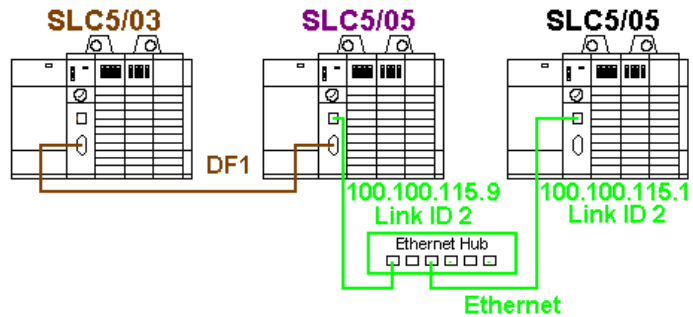 SLC5/03
SLC5/05
SLC5/05
DF1
100.100.115.9
Link ID 2
100.100.115.1
Link ID 2
Ethernet Hub
Ethernet